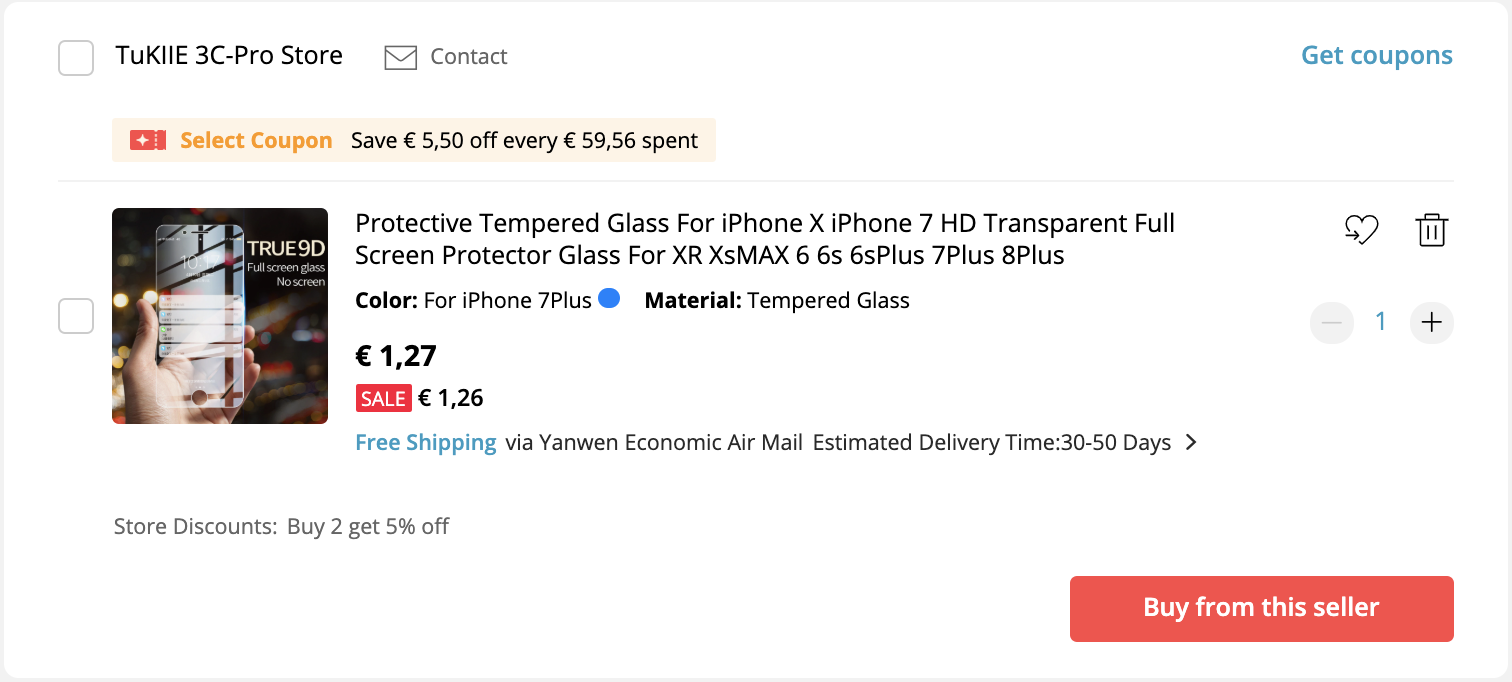 TuKIIE 3C-Pro Store Contact Get coupons
Select Coupon Save € 5,50 off every € 59,56 spent
Protective Tempered Glass For iPhone X iPhone 7 HD Transparent Full
Screen Protector Glass For XR XsMAX 6 6s 6sPlus 7Plus 8Plus
TRUE9D
Full screen glass
No screen
Color: For iPhone 7Plus Material: Tempered Glass
1
€ 1,27
SALE € 1,26
Free Shipping via Yanwen Economic Air Mail Estimated Delivery Time:30-50 Days
Store Discounts: Buy 2 get 5% off
Buy from this seller